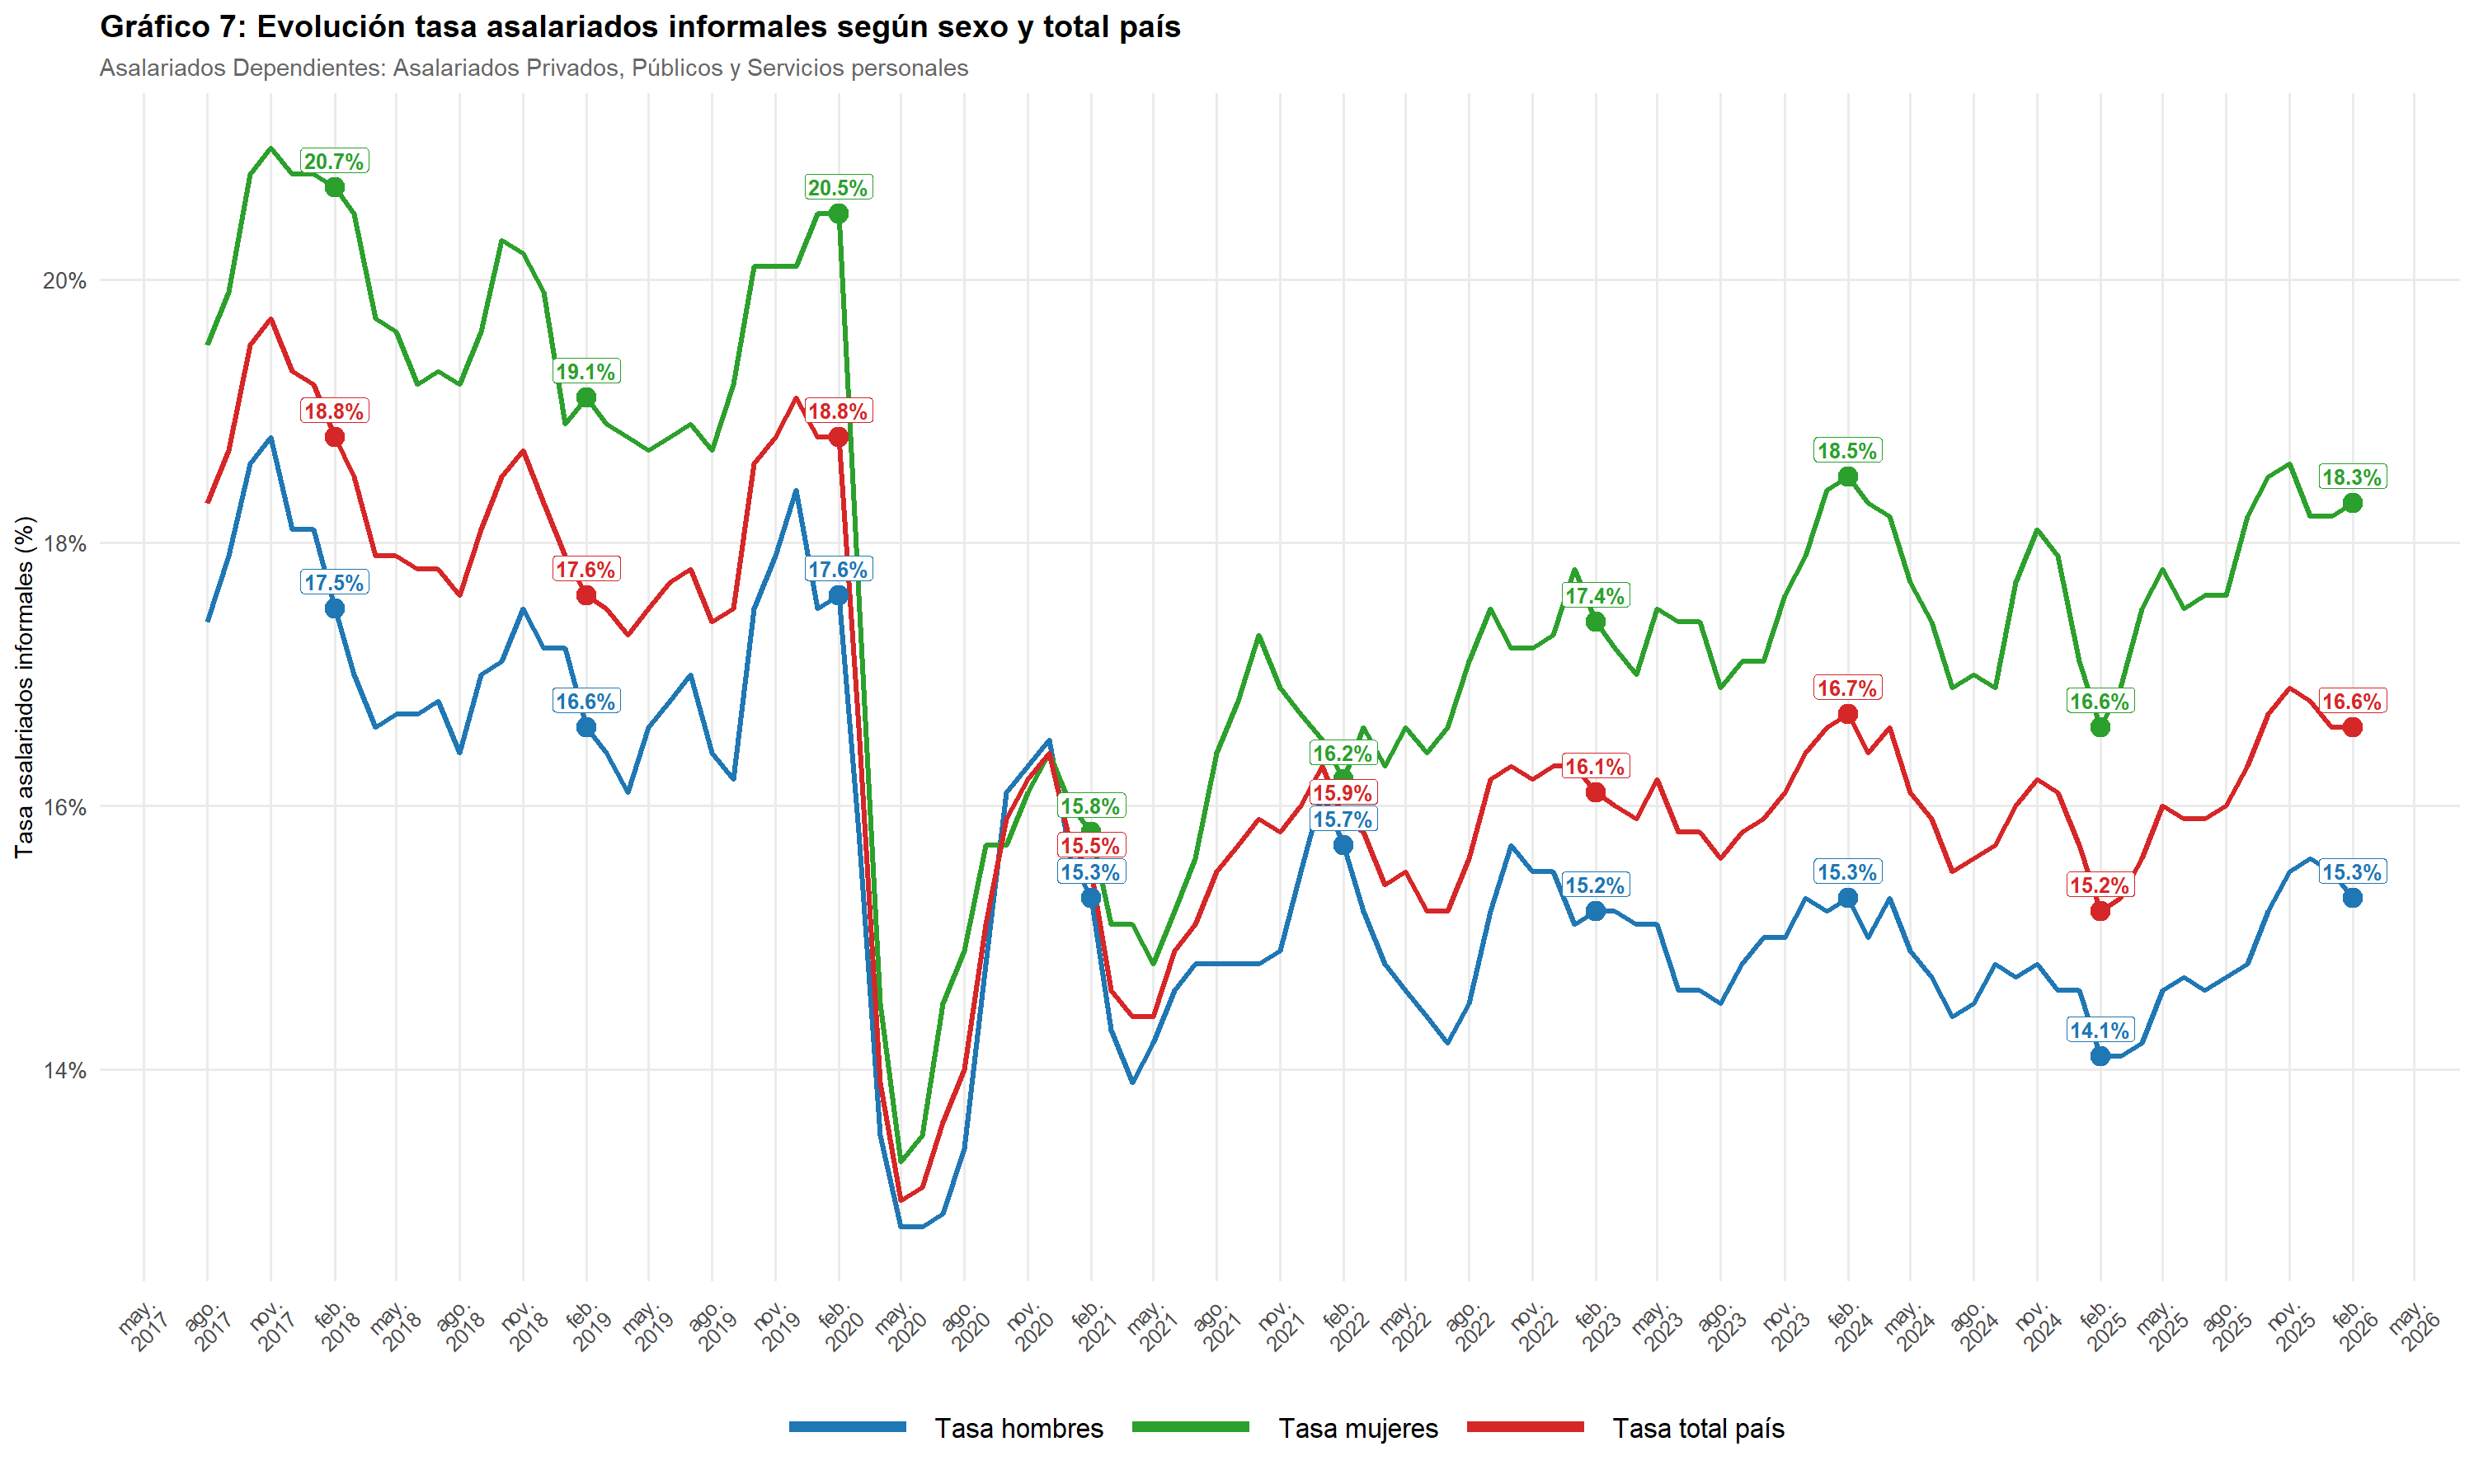 Gráfico 7: Evolución tasa asalariados informales según sexo y total país
Asalariados Dependientes: Asalariados Privados, Públicos y Servicios personales
Tasa asalariados informales (%)
20%
18%
16%
14%
20.7%
18.8%
17.5%
19.1%
17.6%
16.6%
20.5%
18.8%
17.6%
15.8%
15.5%
15.3%
16.2%
15.9%
15.7%
17.4%
16.1%
15.2%
18.5%
16.7%
15.3%
16.6%
15.2%
14.1%
18.3%
16.6%
15.3%
may.
2017
ago.
2017
nov.
2017
feb.
2018
may.
2018
ago.
2018
nov.
2018
feb.
2019
may.
2019
ago.
2019
nov.
2019
feb.
2020
may.
2020
ago.
2020
nov.
2020
feb.
2021
may.
2021
ago.
2021
nov.
2021
feb.
2022
may.
2022
ago.
2022
nov.
2022
feb.
2023
may.
2023
ago.
2023
nov.
2023
feb.
2024
may.
2024
ago.
2024
nov.
2024
feb.
2025
may.
2025
ago.
2025
nov.
2025
feb.
2026
may.
2026
Tasa hombres
Tasa mujeres
Tasa total país